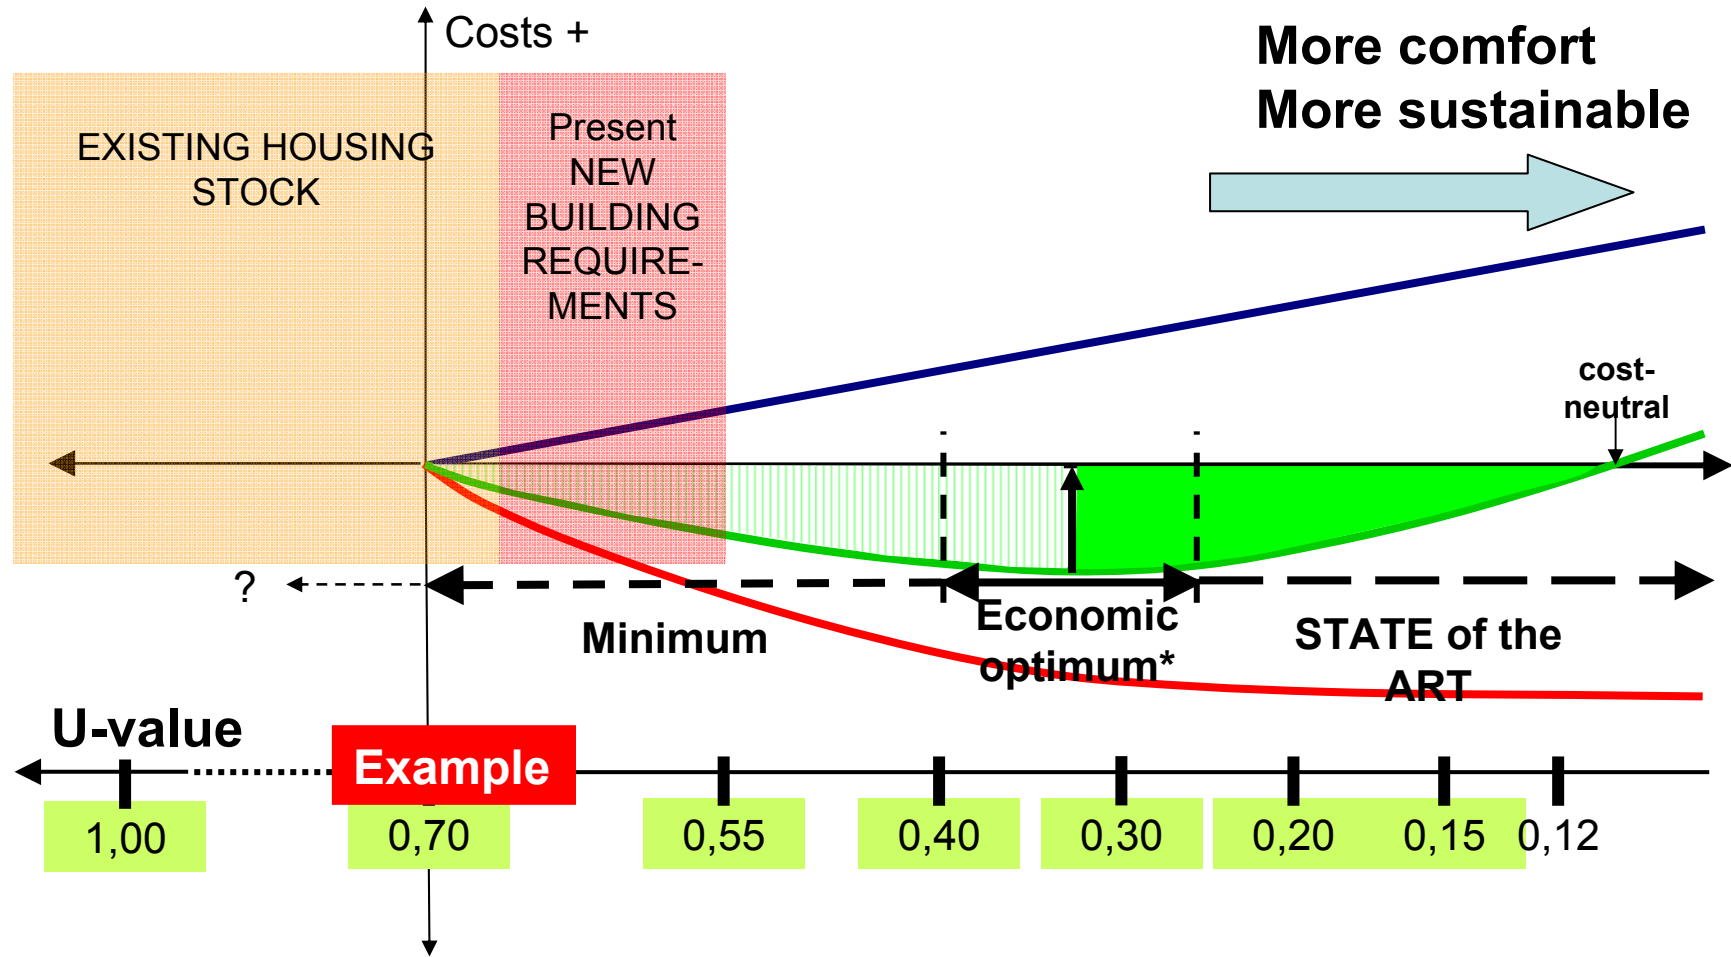 Costs +
More comfort
More sustainable
EXISTING HOUSING
STOCK
Present
NEW
BUILDING
REQUIRE-
MENTS
cost-
neutral
?
Minimum
Economic
optimum*
STATE of the
ART
U-value
Example
1,00
0,70
0,55
0,40
0,30
0,20
0,15
0,12